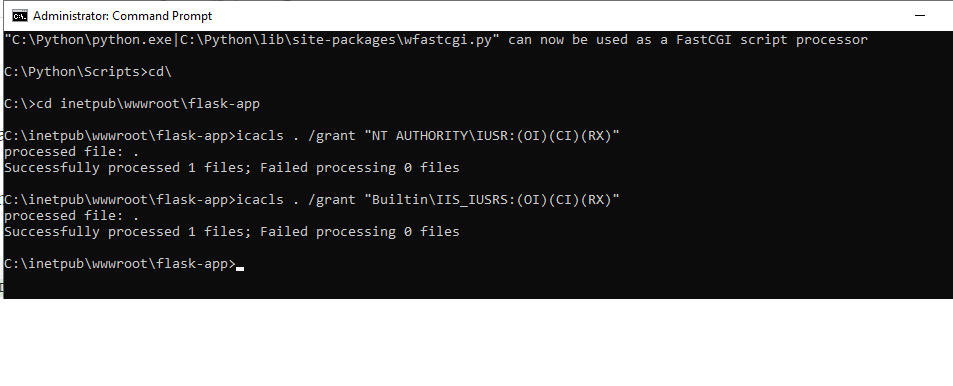 Administrator: Command Prompt
"C:\Python\python.exe|C:\Python\lib\site-packages\wfastcgi.py" can now be used as a FastCGI script processor
C:\Python\Scripts>cd\
C:\>cd inetpub\wwwroot\flask-app
C:\inetpub\wwwroot\flask-app>icacls . /grant "NT AUTHORITY\IUSR:(OI)(CI)(RX)"
processed file: .
Successfully processed 1 files; Failed processing 0 files
C:\inetpub\wwwroot\flask-app>icacls . /grant "Builtin\IIS_IUSRS:(OI)(CI)(RX)"
processed file: .
Successfully processed 1 files; Failed processing 0 files
C:\inetpub\wwwroot\flask-app>